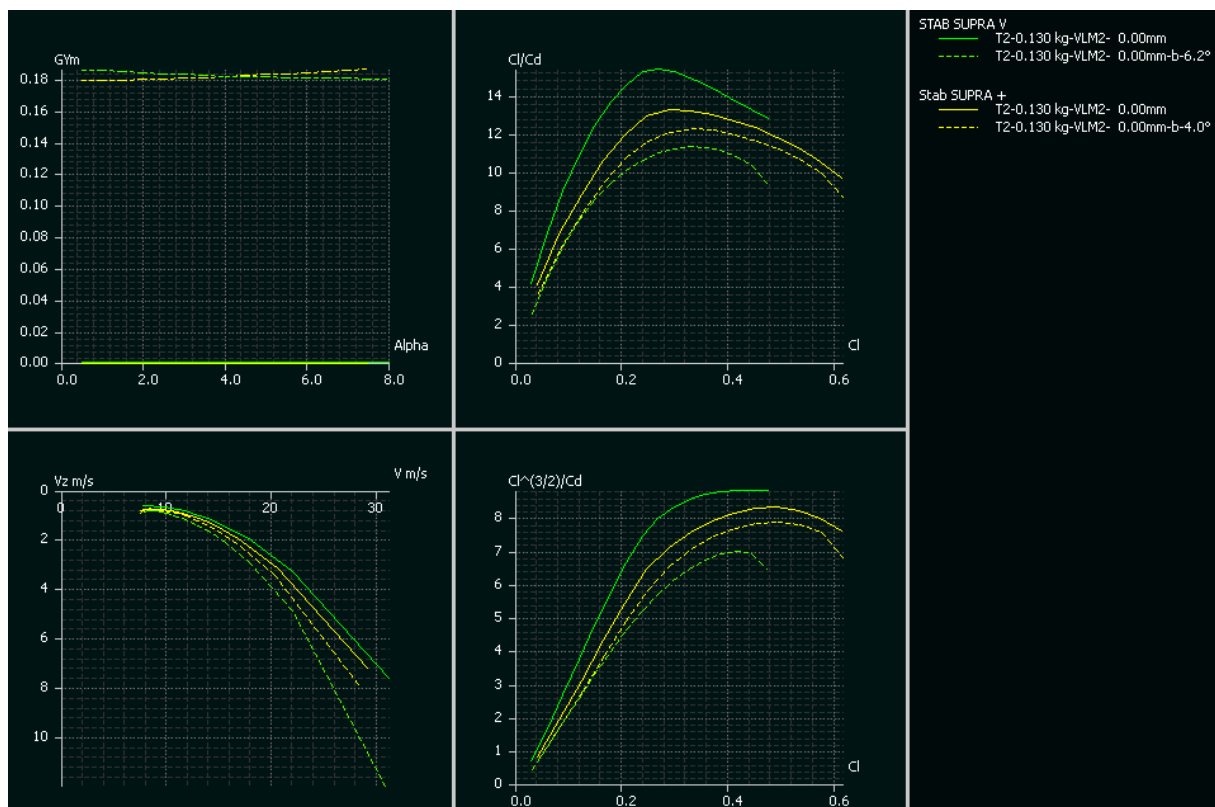 GYm
0.18
0.16
0.14
0.12
0.10
0.08
0.06
0.04
0.02
0.00
Alpha
0.0 2.0 4.0 6.0 8.0
Cl/Cd
14
12
10
8
6
4
2
0
Cl
0.0 0.2 0.4 0.6
STAB SUPRA V
T2-0.130 kg-VLM2- 0.00mm
T2-0.130 kg-VLM2- 0.00mm-b-6.2°
Stab SUPRA +
T2-0.130 kg-VLM2- 0.00mm
T2-0.130 kg-VLM2- 0.00mm-b-4.0°
V m/s
Vz m/s
0 10 20 30
2
4
6
8
10
Cl^(3/2)/Cd
8
7
6
5
4
3
2
1
0
Cl
0.0 0.2 0.4 0.6